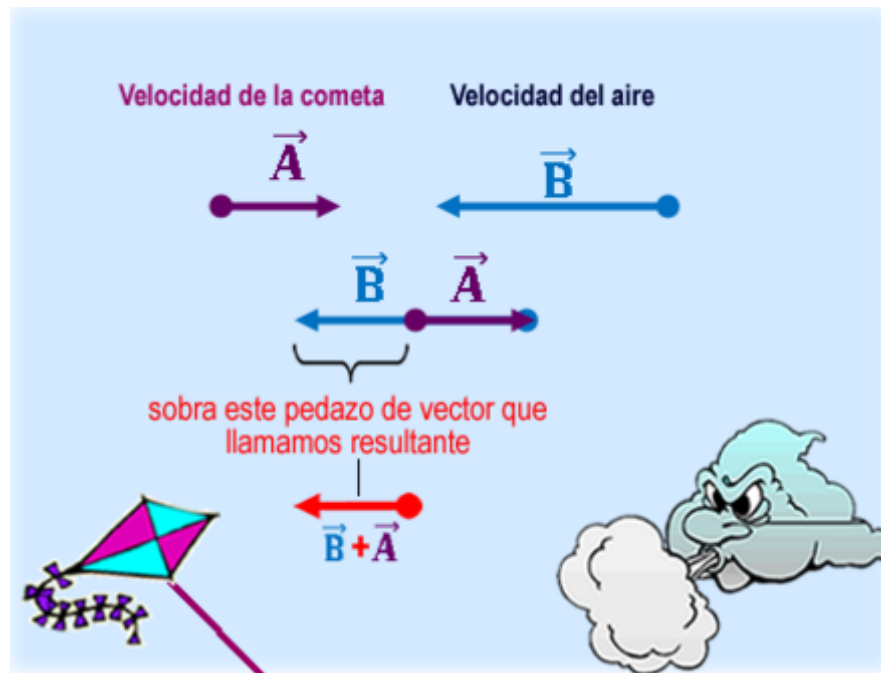 Velocidad de la cometa Velocidad del aire
A B
B A
sobra este pedazo de vector que
llamamos resultante
B + A